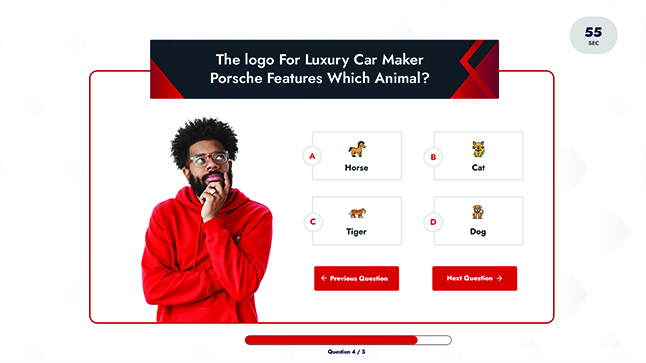 55
SEC
The logo For Luxury Car Maker
Porsche Features Which Animal?
A
Horse
B
Cat
C
Tiger
D
Dog
← Previous Question
Next Question →
Question 4 / 5